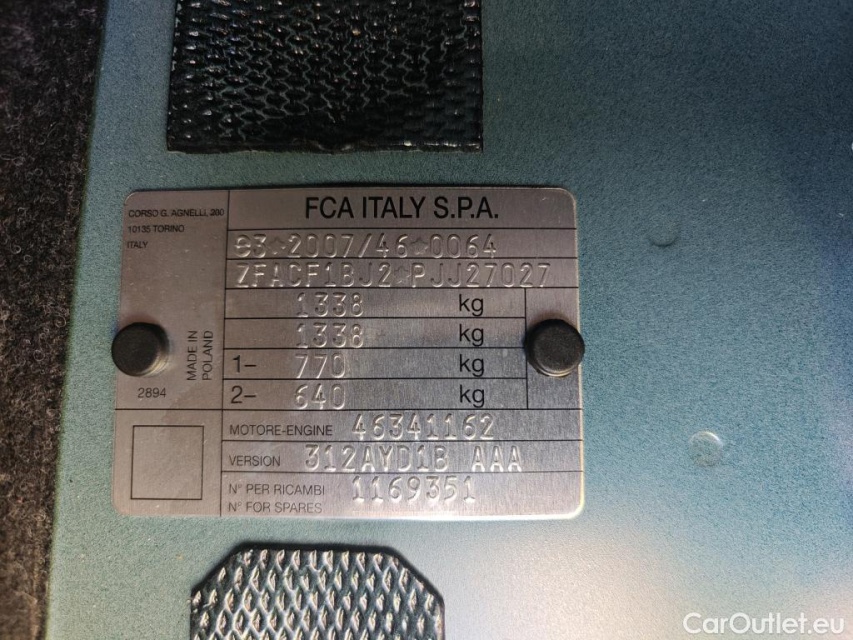 FCA ITALY S.P.A.
CORSO G. AGNELLI, 200
10135 TORINO
ITALY
e3*2007/46*0064
ZFACF1BJ2*PJJ27027
1338 kg
1338 kg
1- 770 kg
2- 640 kg
MADE IN
POLAND
2894
MOTORE-ENGINE 46341162
VERSION 312AYD1B AAA
N° PER RICAMBI
N° FOR SPARES
1169351
CarOutlet.eu